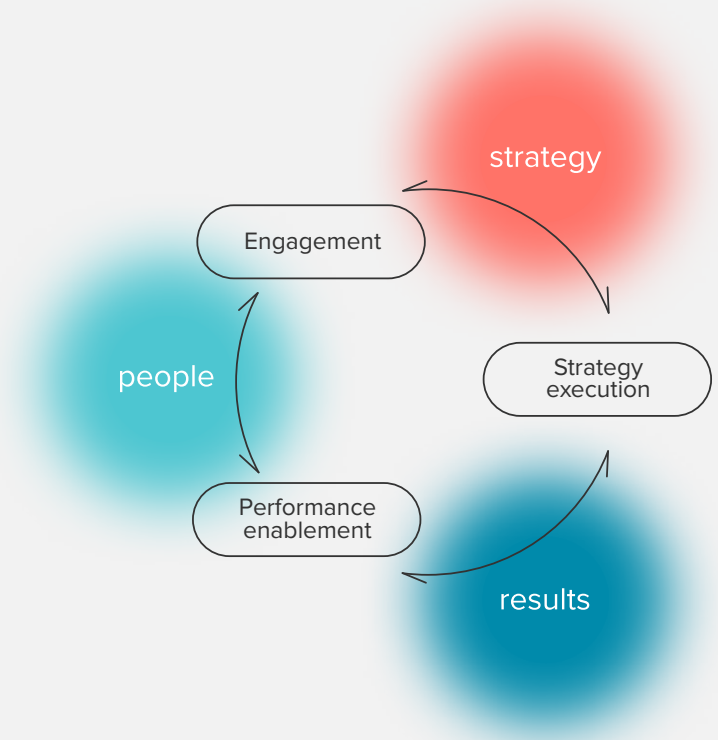 strategy
Engagement
people
Strategy
execution
Performance
enablement
results